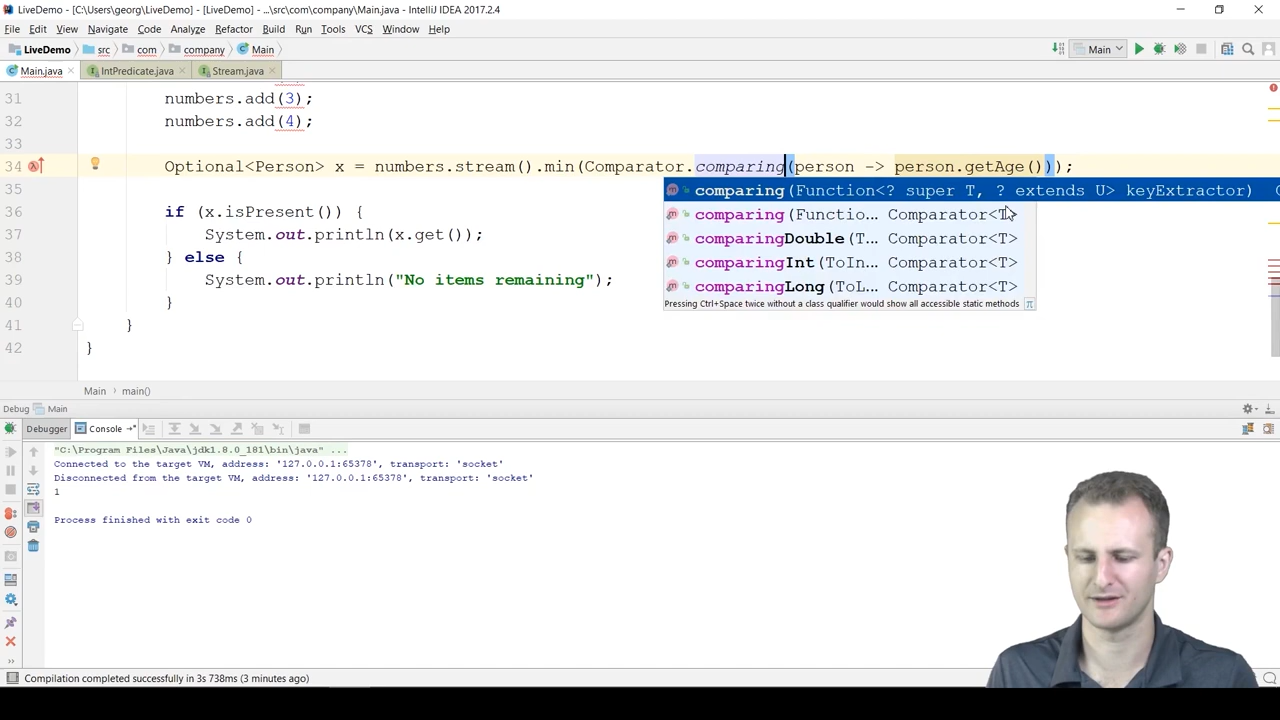 LiveDemo - [C:\Users\georg\LiveDemo] - [LiveDemo] - ...\src\com\company\Main.java - IntelliJ IDEA 2017.2.4
File Edit View Navigate Code Analyze Refactor Build Run Tools VCS Window Help
LiveDemo src com company Main
Main
Main.java IntPredicate.java Stream.java
31 numbers.add(3);
32 numbers.add(4);
33
34 Optional<Person> x = numbers.stream().min(Comparator.comparing(person -> person.getAge()));
comparing(Function<? super T, ? extends U> keyExtractor)
35
comparing(Functio... Comparator<T>
36 if (x.isPresent()) {
comparingDouble(T... Comparator<T>
37 System.out.println(x.get());
comparingInt(ToIn... Comparator<T>
38 } else {
comparingLong(ToL... Comparator<T>
39 System.out.println("No items remaining");
Pressing Ctrl+Space twice without a class qualifier would show all accessible static methods
40 }
41 }
42 }
Main main()
Debug Main
Debugger Console
"C:\Program Files\Java\jdk1.8.0_181\bin\java" ...
Connected to the target VM, address: '127.0.0.1:65378', transport: 'socket'
Disconnected from the target VM, address: '127.0.0.1:65378', transport: 'socket'
1
Process finished with exit code 0
Compilation completed successfully in 3s 738ms (3 minutes ago)